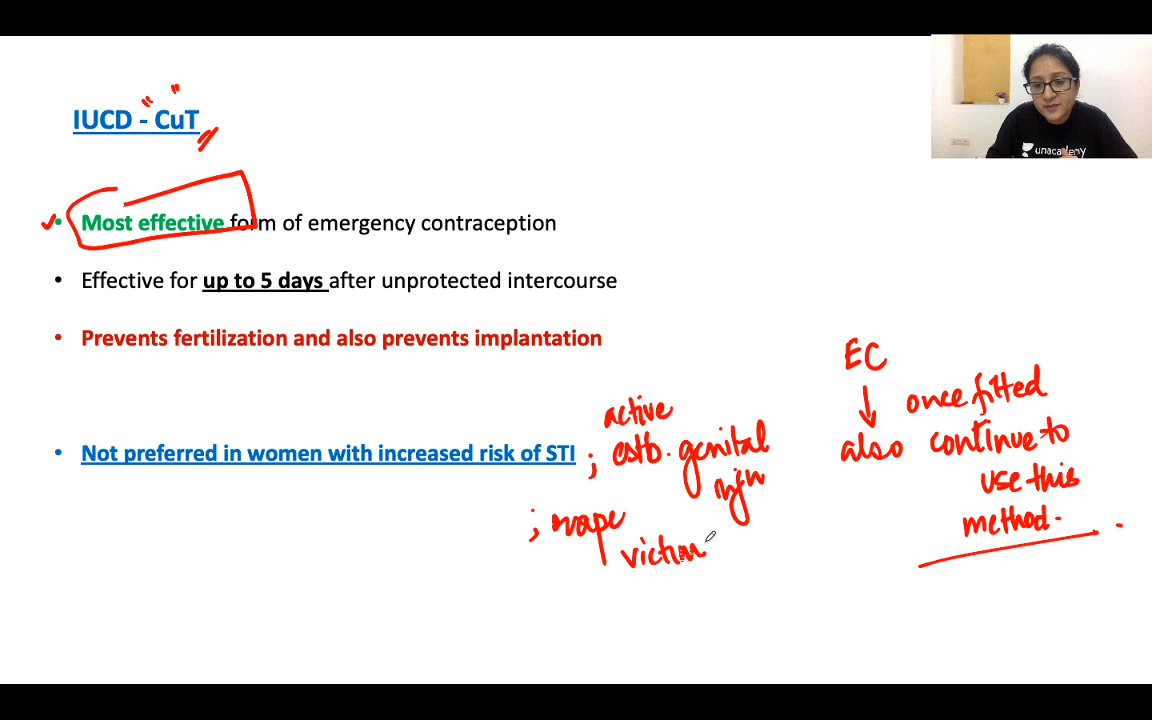 IUCD - "CuT"
unacademy
• Most effective form of emergency contraception
• Effective for up to 5 days after unprotected intercourse
• Prevents fertilization and also prevents implantation
• Not preferred in women with increased risk of STI
; active
estb. genital
infn
; rape
victim
EC
↓
also
once fitted
continue to
use this
method.